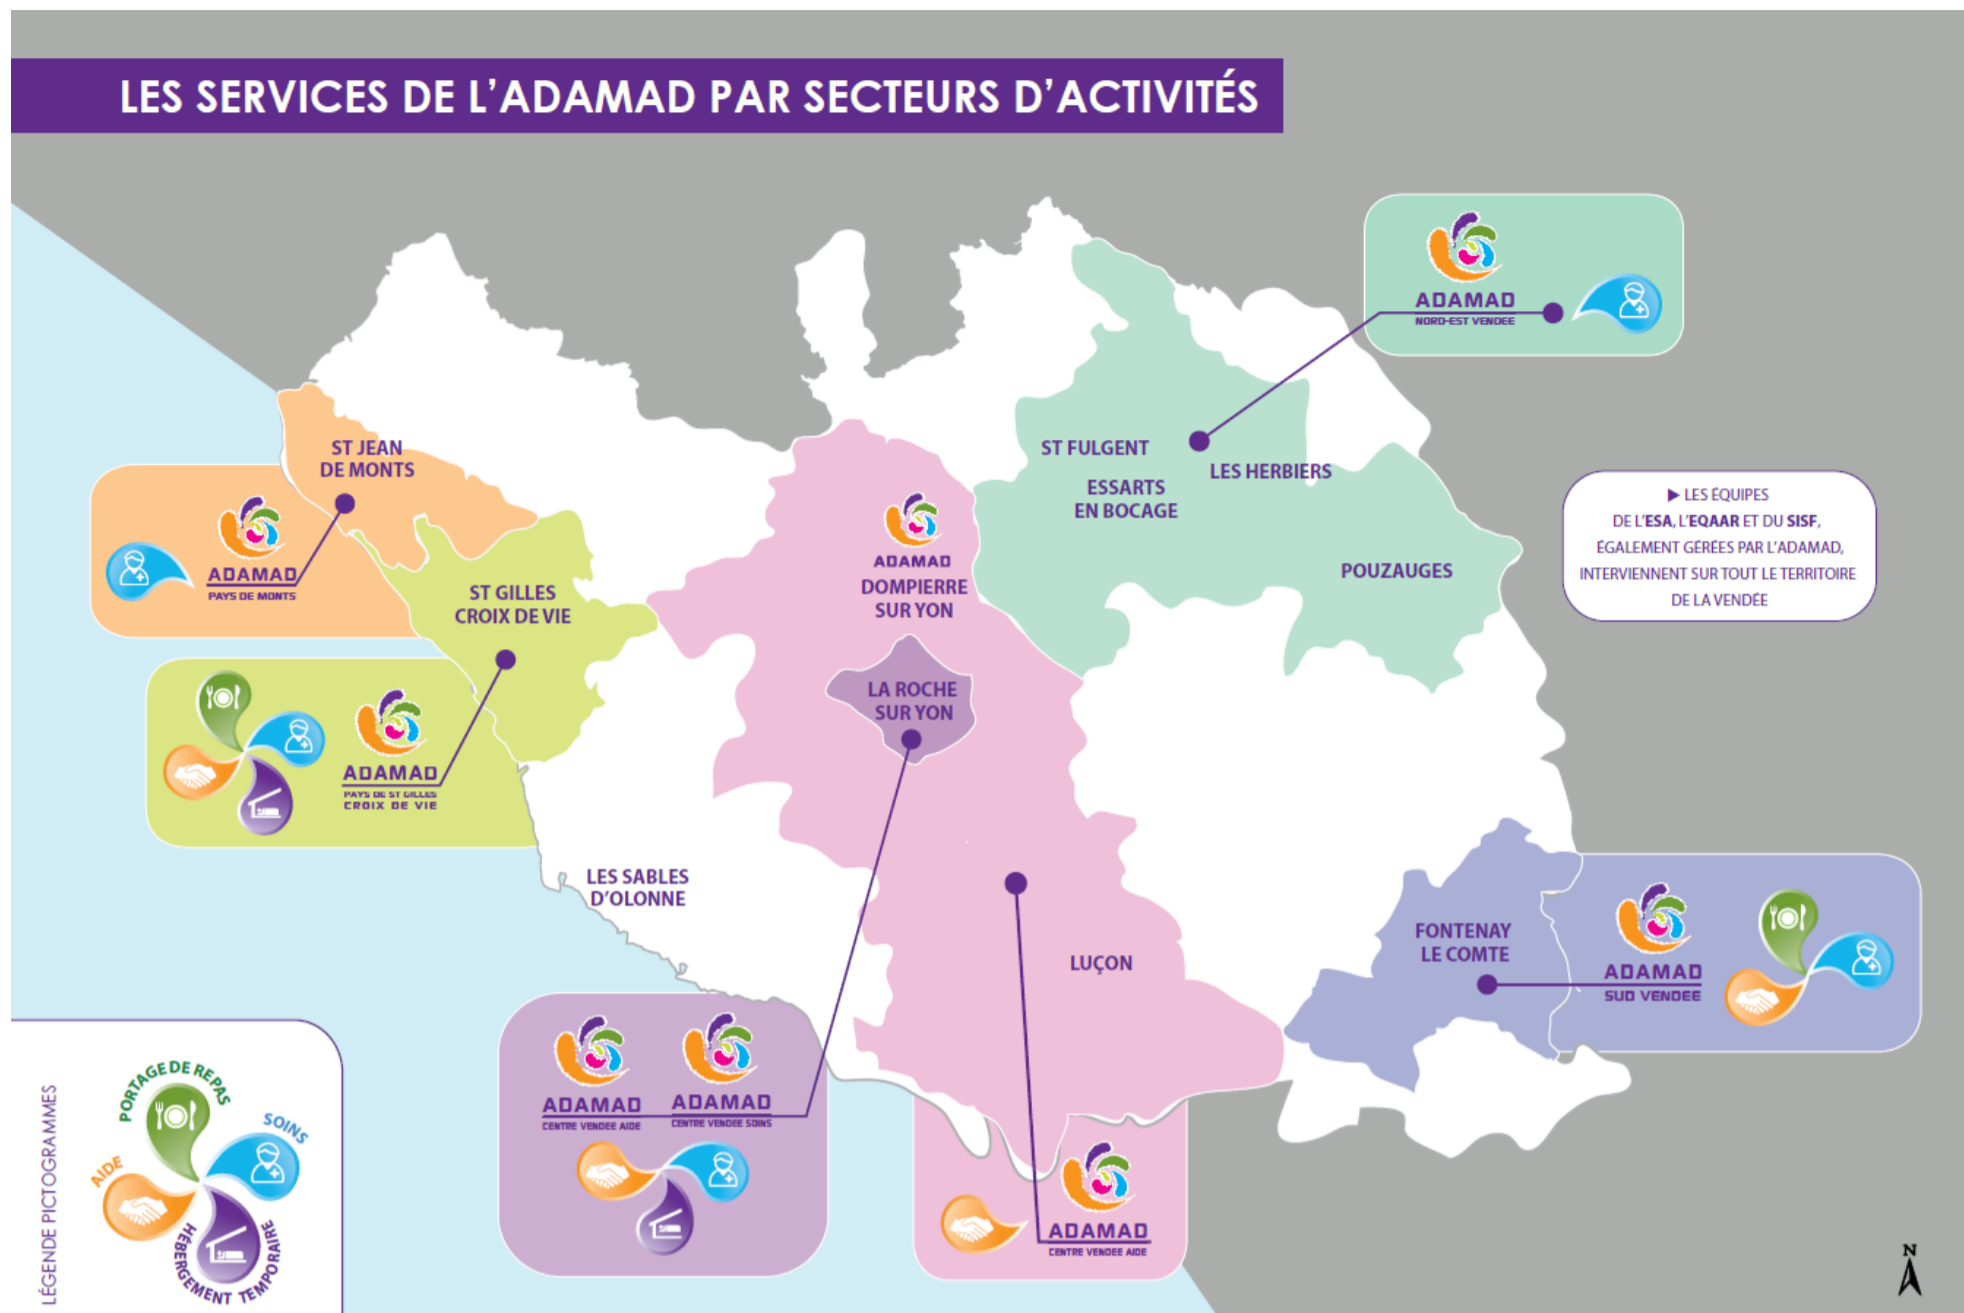 LES SERVICES DE L'ADAMAD PAR SECTEURS D'ACTIVITÉS
ADAMAD
NORD-EST VENDEE
ST JEAN
DE MONTS
ADAMAD
PAYS DE MONTS
ST GILLES
CROIX DE VIE
ADAMAD
PAYS DE ST GILLES
CROIX DE VIE
ADAMAD
DOMPIERRE
SUR YON
LA ROCHE
SUR YON
ST FULGENT
ESSARTS
EN BOCAGE
LES HERBIERS
POUZAUGES
▶ LES ÉQUIPES
DE L'ESA, L'EQAAR ET DU SISF,
ÉGALEMENT GÉRÉES PAR L'ADAMAD,
INTERVIENNENT SUR TOUT LE TERRITOIRE
DE LA VENDÉE
LES SABLES
D'OLONNE
LUÇON
FONTENAY
LE COMTE
ADAMAD
SUD VENDEE
ADAMAD
CENTRE VENDEE AIDE
ADAMAD
CENTRE VENDEE SOINS
ADAMAD
CENTRE VENDEE AIDE
LÉGENDE PICTOGRAMMES
PORTAGE DE REPAS
SOINS
AIDE
HÉBERGEMENT TEMPORAIRE
N